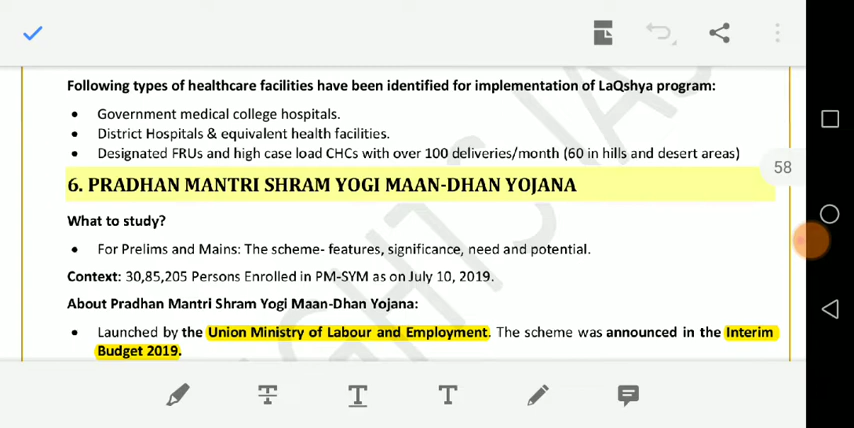 Following types of healthcare facilities have been identified for implementation of LaQshya program:
• Government medical college hospitals.
• District Hospitals & equivalent health facilities.
• Designated FRUs and high case load CHCs with over 100 deliveries/month (60 in hills and desert areas)
58
6. PRADHAN MANTRI SHRAM YOGI MAAN-DHAN YOJANA
What to study?
• For Prelims and Mains: The scheme- features, significance, need and potential.
Context: 30,85,205 Persons Enrolled in PM-SYM as on July 10, 2019.
About Pradhan Mantri Shram Yogi Maan-Dhan Yojana:
• Launched by the Union Ministry of Labour and Employment. The scheme was announced in the Interim
Budget 2019.